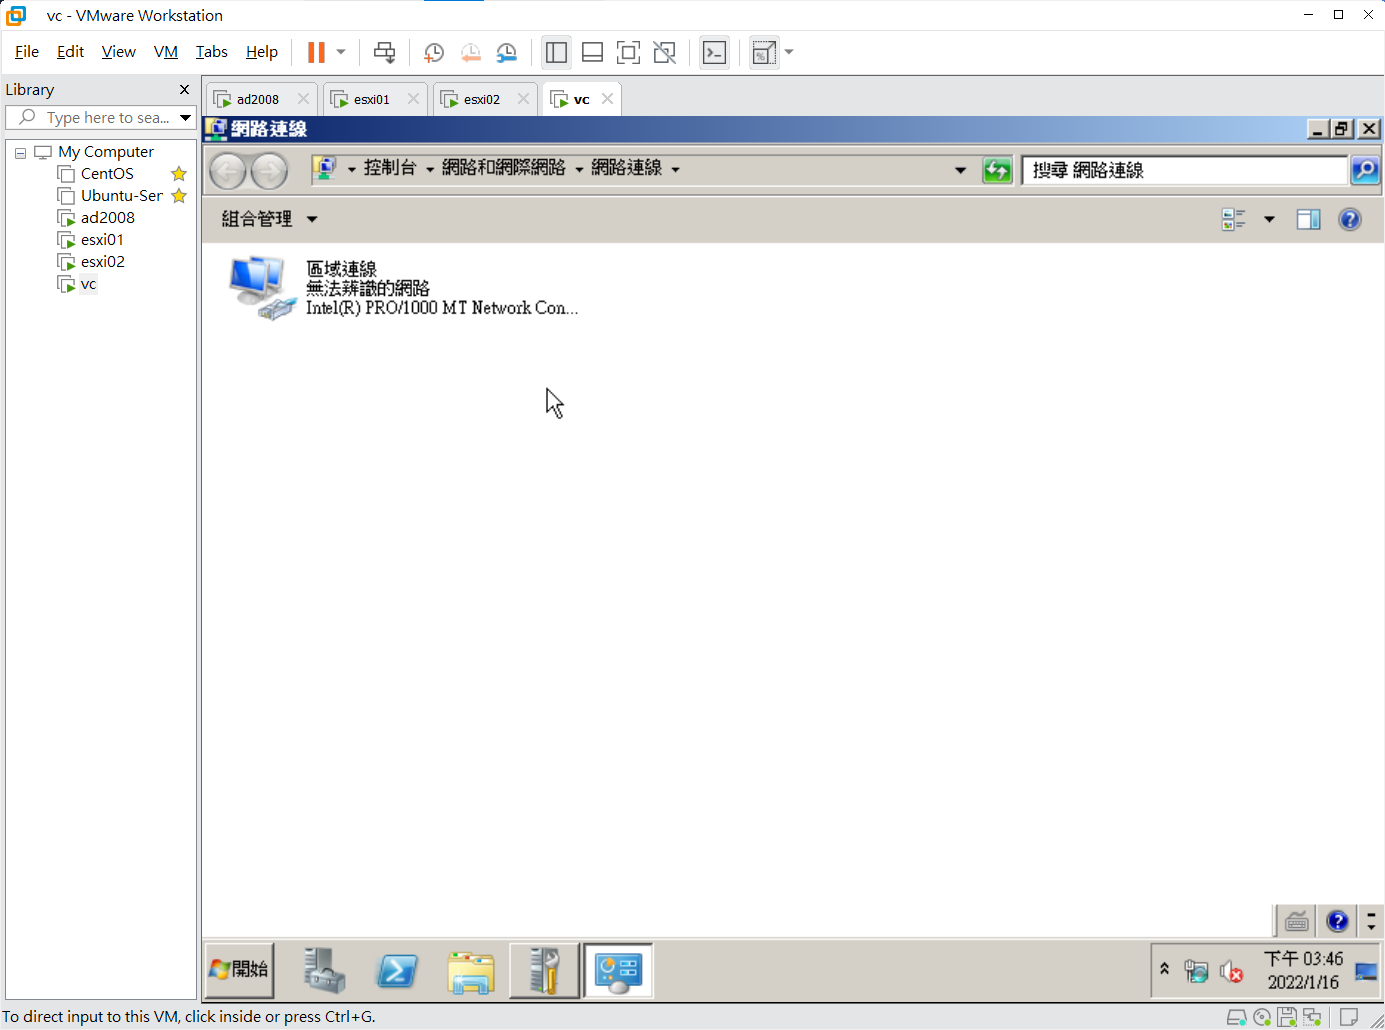 vc - VMware Workstation
File Edit View VM Tabs Help
Library
Type here to sea...
My Computer
CentOS
Ubuntu-Ser
ad2008
esxi01
esxi02
vc
ad2008 esxi01 esxi02 vc
網路連線
控制台 網路和網際網路 網路連線
搜尋 網路連線
組合管理
區域連線
無法辨識的網路
Intel(R) PRO/1000 MT Network Con...
開始
下午 03:46
2022/1/16
To direct input to this VM, click inside or press Ctrl+G.